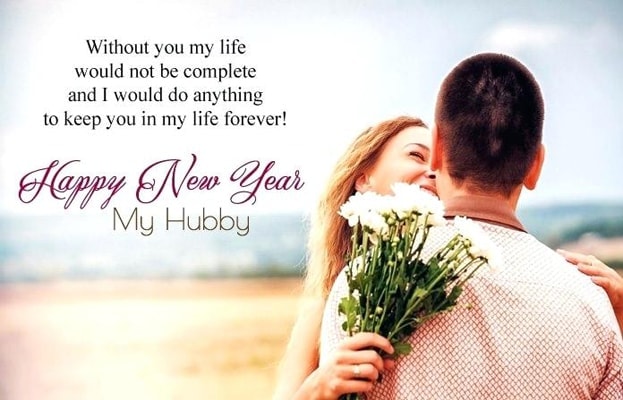 Without you my life
would not be complete
and I would do anything
to keep you in my life forever!
Happy New Year
My Hubby